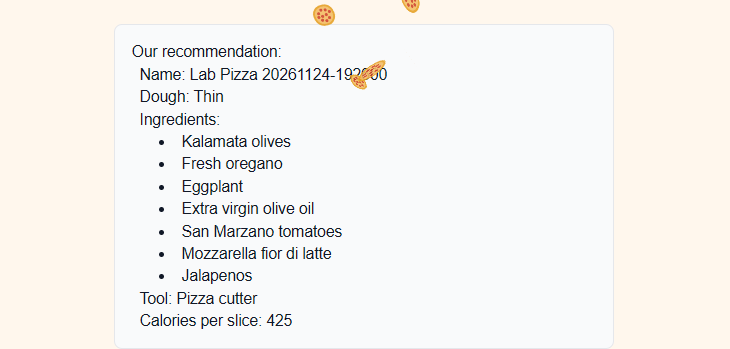 Our recommendation:
Name: Lab Pizza
Dough: Thin
Ingredients:
Kalamata olives
Fresh oregano
Eggplant
Extra virgin olive oil
San Marzano tomatoes
Mozzarella fior di latte
Jalapenos
Tool: Pizza cutter
Calories per slice: 425